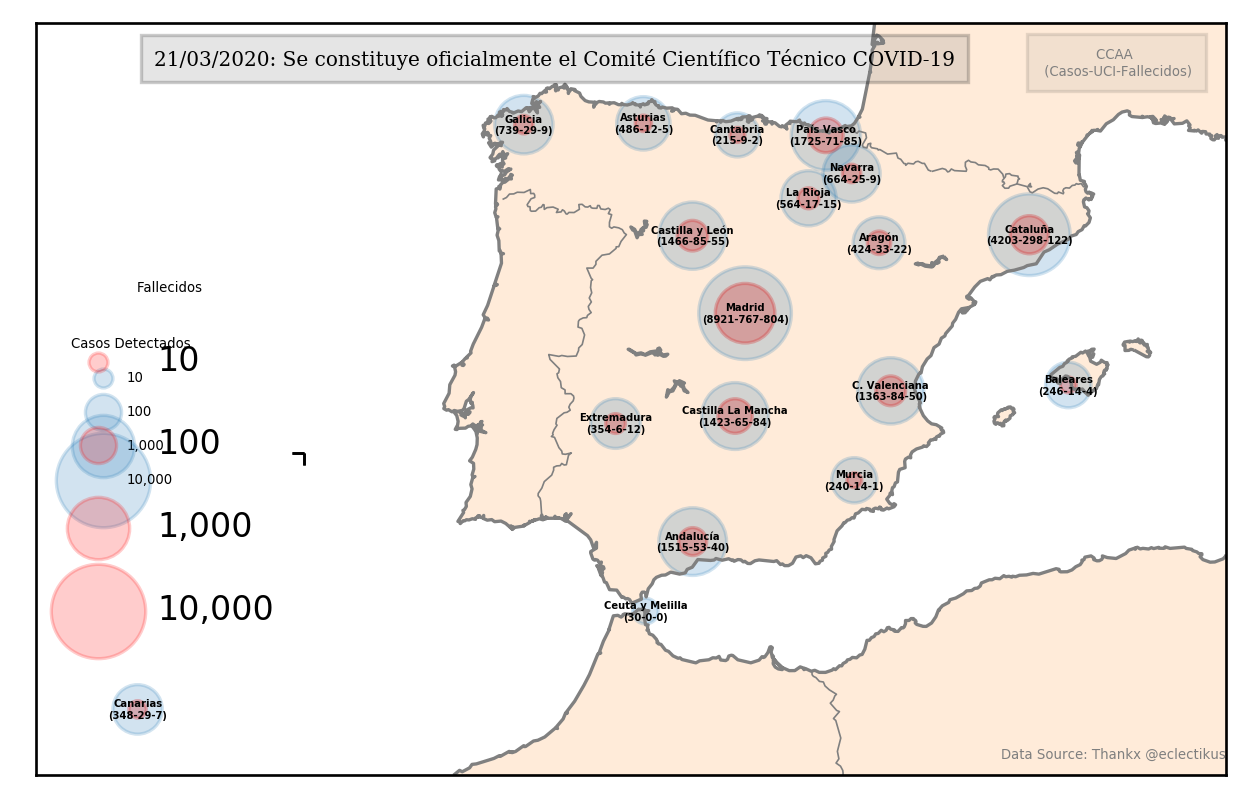 21/03/2020: Se constituye oficialmente el Comité Científico Técnico COVID-19
CCAA
(Casos-UCI-Fallecidos)
Galicia
(739-29-9)
Asturias
(486-12-5)
Cantabria
(215-9-2)
País Vasco
(1725-71-85)
Navarra
(664-25-9)
La Rioja
(564-17-15)
Castilla y León
(1466-85-55)
Aragón
(424-33-22)
Cataluña
(4203-298-122)
Madrid
(8921-767-804)
Fallecidos
Casos Detectados
10
10
100
1,000
100
10,000
1,000
10,000
Extremadura
(354-6-12)
Castilla La Mancha
(1423-65-84)
C. Valenciana
(1363-84-50)
Baleares
(246-14-4)
Murcia
(240-14-1)
Andalucía
(1515-53-40)
Ceuta y Melilla
(30-0-0)
Canarias
(348-29-7)
Data Source: Thankx @eclectikus